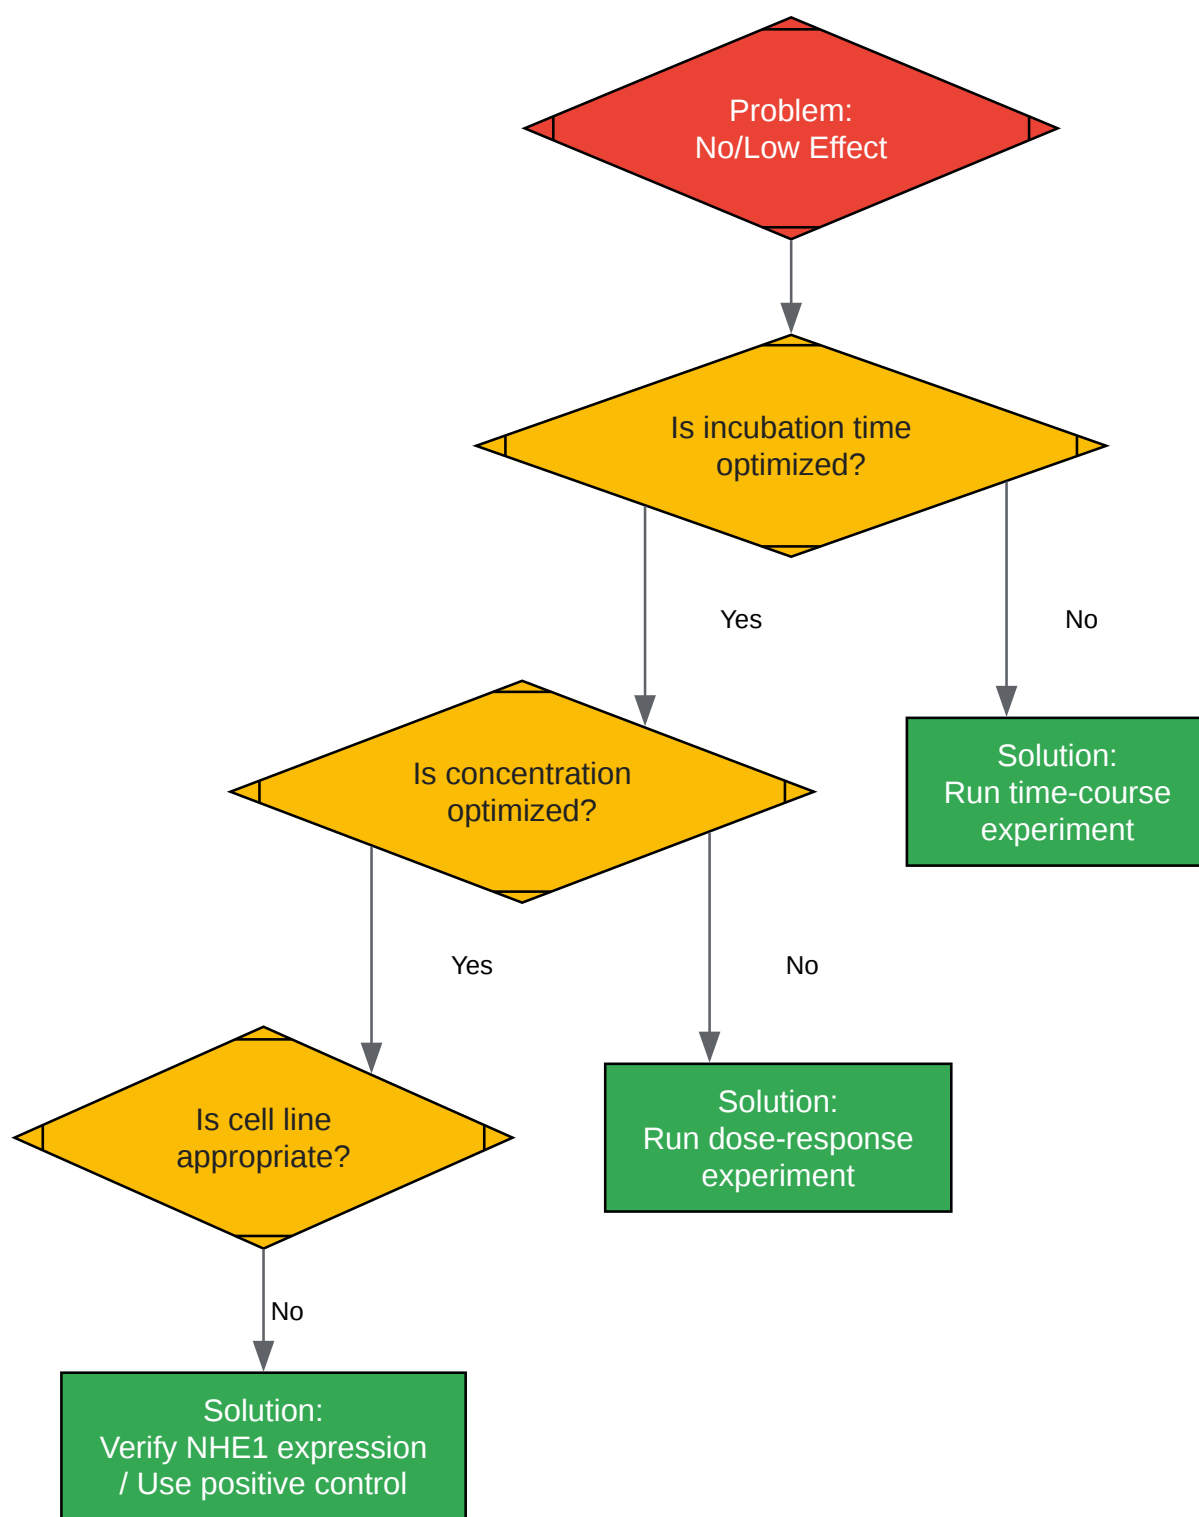 Problem:
No/Low Effect
Is incubation time
optimized?
Yes
No
Is concentration
optimized?
Solution:
Run time-course
experiment
Yes
No
Is cell line
appropriate?
Solution:
Run dose-response
experiment
No
Solution:
Verify NHE1 expression
/ Use positive control